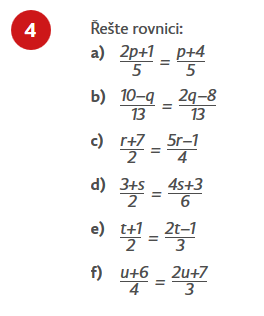 4 Řešte rovnici:
a) 2p+1/5 = p+4/5
b) 10–q/13 = 2q–8/13
c) r+7/2 = 5r–1/4
d) 3+s/2 = 4s+3/6
e) t+1/2 = 2t–1/3
f) u+6/4 = 2u+7/3